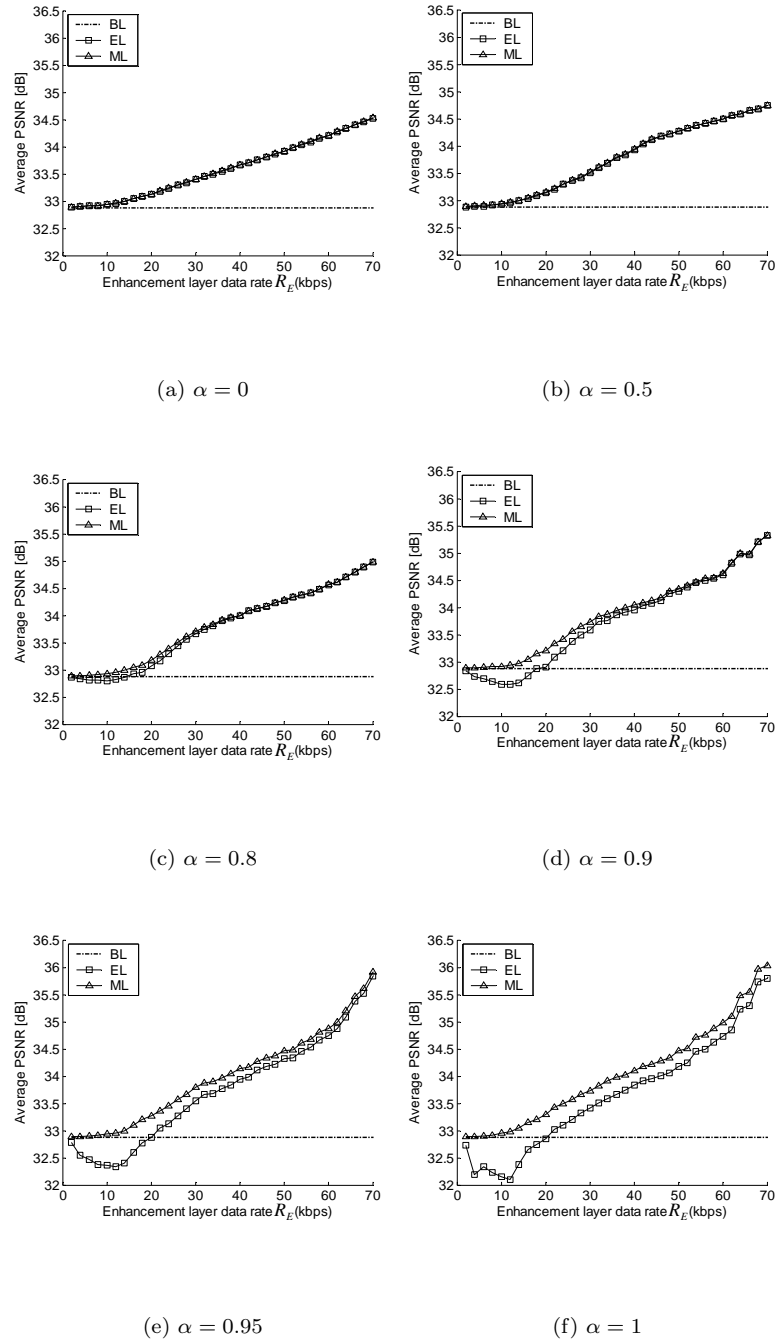 36.5
36
35.5
35
34.5
34
33.5
33
32.5
32
Average PSNR [dB]
BL
EL
ML
0 10 20 30 40 50 60 70
Enhancement layer data rate R_E (kbps)
(a) α = 0
36.5
36
35.5
35
34.5
34
33.5
33
32.5
32
Average PSNR [dB]
BL
EL
ML
0 10 20 30 40 50 60 70
Enhancement layer data rate R_E (kbps)
(b) α = 0.5
36.5
36
35.5
35
34.5
34
33.5
33
32.5
32
Average PSNR [dB]
BL
EL
ML
0 10 20 30 40 50 60 70
Enhancement layer data rate R_E (kbps)
(c) α = 0.8
36.5
36
35.5
35
34.5
34
33.5
33
32.5
32
Average PSNR [dB]
BL
EL
ML
0 10 20 30 40 50 60 70
Enhancement layer data rate R_E (kbps)
(d) α = 0.9
36.5
36
35.5
35
34.5
34
33.5
33
32.5
32
Average PSNR [dB]
BL
EL
ML
0 10 20 30 40 50 60 70
Enhancement layer data rate R_E (kbps)
(e) α = 0.95
36.5
36
35.5
35
34.5
34
33.5
33
32.5
32
Average PSNR [dB]
BL
EL
ML
0 10 20 30 40 50 60 70
Enhancement layer data rate R_E (kbps)
(f) α = 1